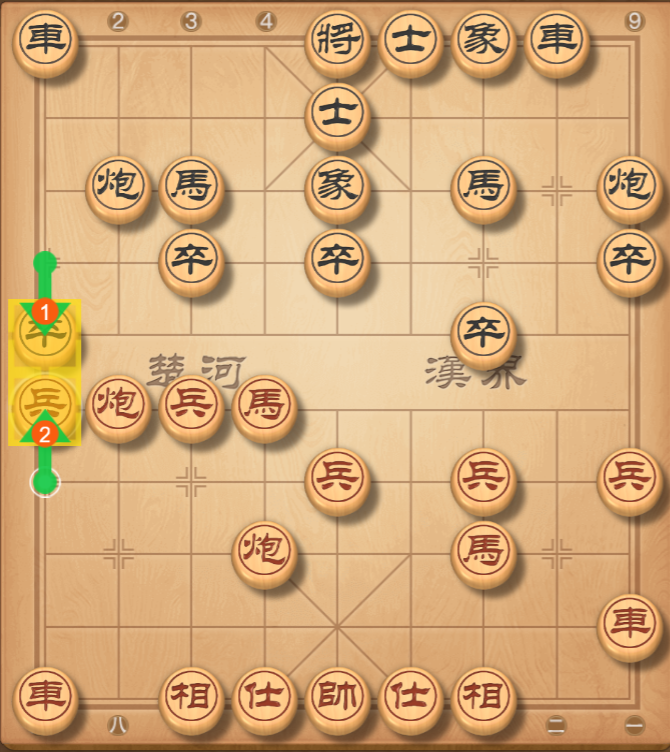 2 3 4 9
車 將 士 象 車
士
炮 馬 象 馬 炮
卒 卒 卒
1
卒 卒
楚河 漢界
兵 炮 兵 馬
2
兵 兵 兵
炮 馬
車
車 相 仕 帥 仕 相
八 二 一